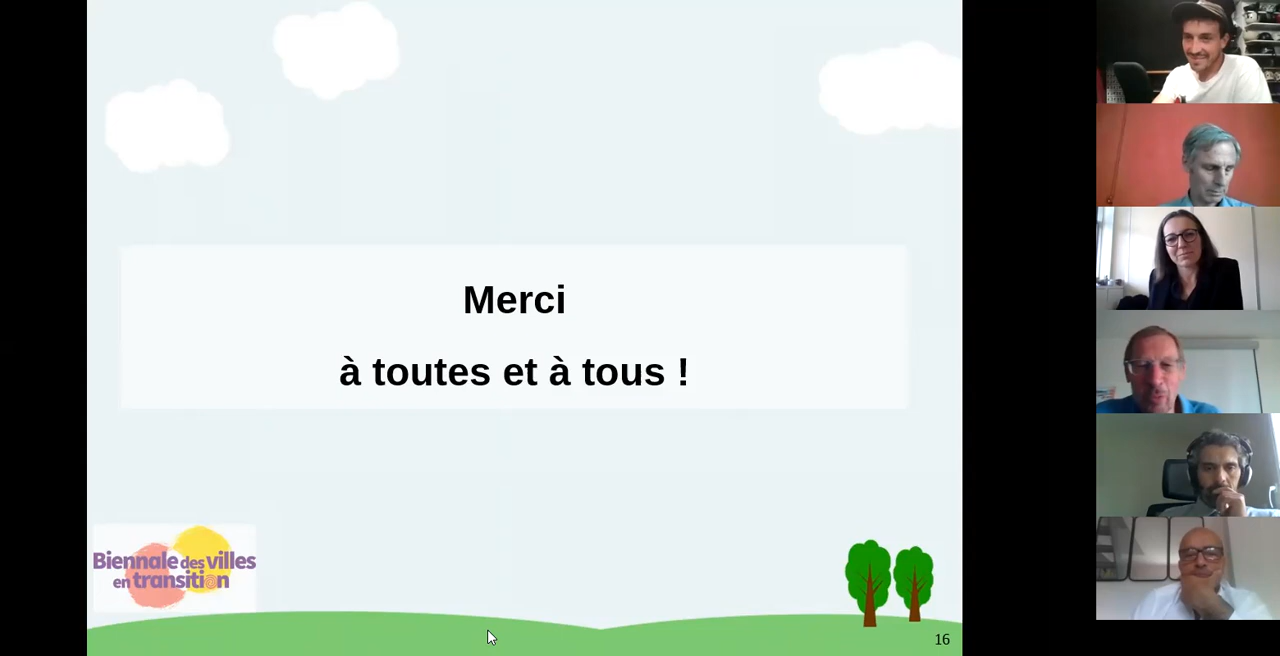 Merci
à toutes et à tous !
Biennale des villes
en transition
16